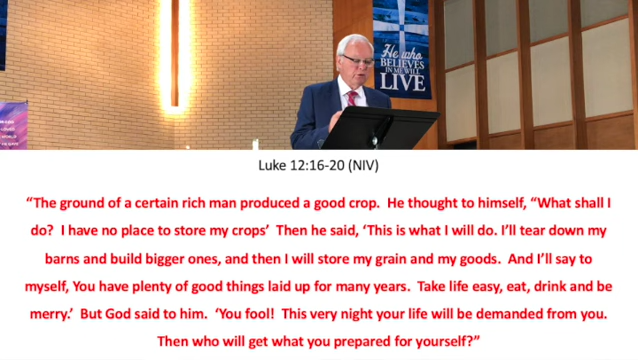 He who
BELIEVES
IN ME WILL
LIVE
Luke 12:16-20 (NIV)
“The ground of a certain rich man produced a good crop.  He thought to himself, “What shall I
do?  I have no place to store my crops’  Then he said, ‘This is what I will do. I’ll tear down my
barns and build bigger ones, and then I will store my grain and my goods.  And I’ll say to
myself, You have plenty of good things laid up for many years.  Take life easy, eat, drink and be
merry.’  But God said to him.  ‘You fool!  This very night your life will be demanded from you.
Then who will get what you prepared for yourself?”